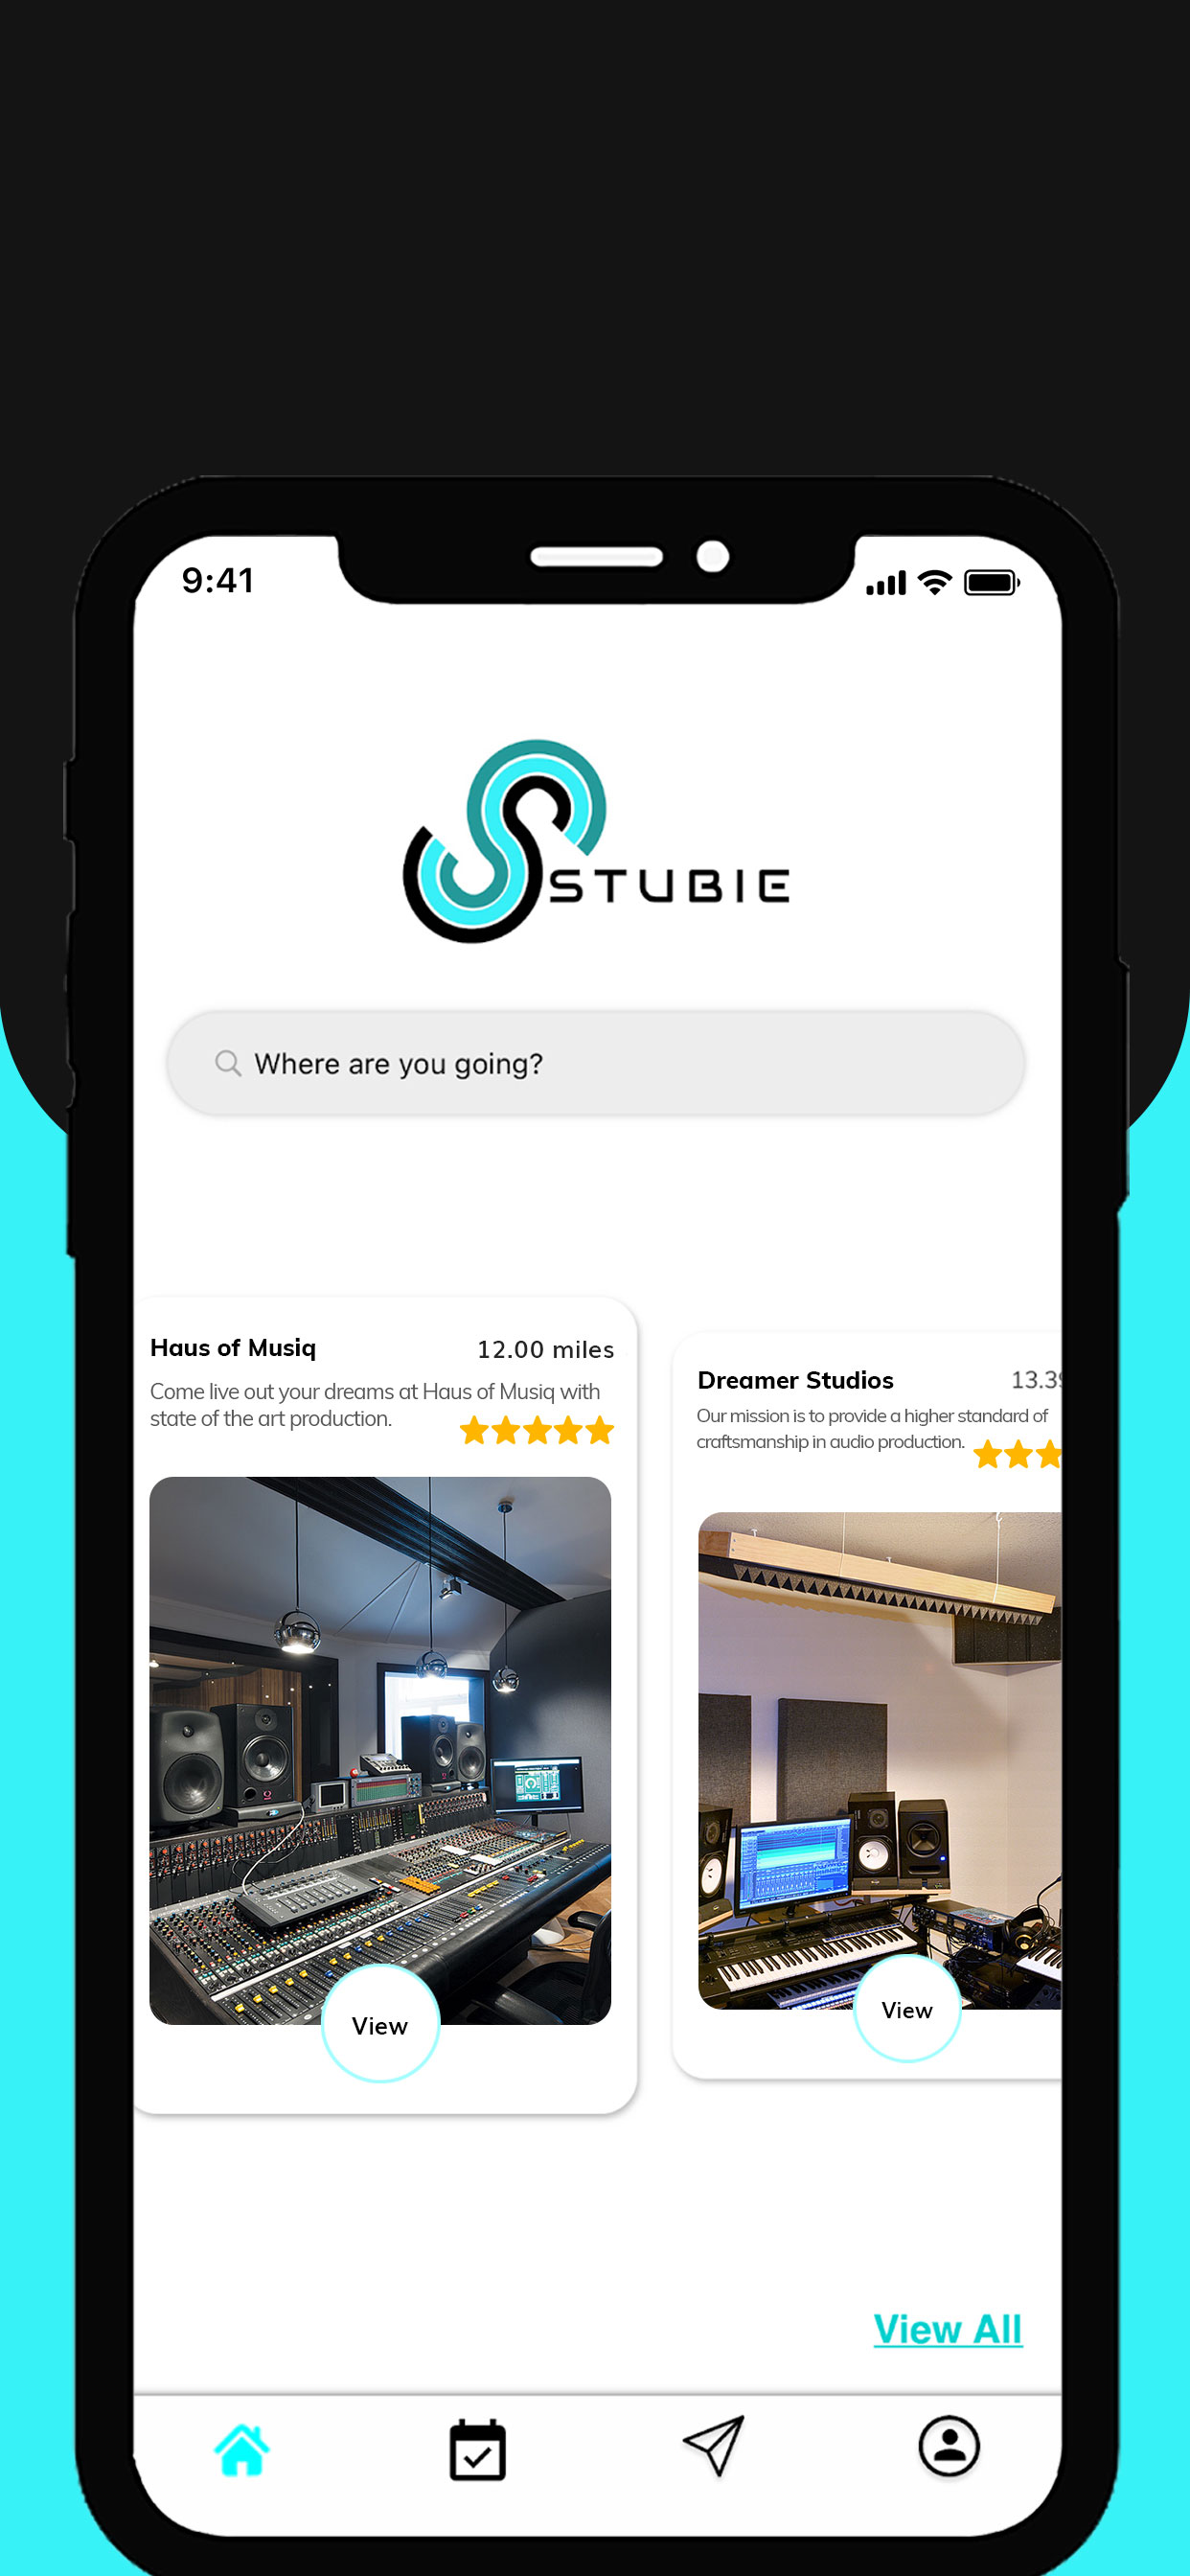 9:41
STUBIE
Where are you going?
Haus of Musiq
12.00 miles
Come live out your dreams at Haus of Musiq with
state of the art production.
View
Dreamer Studios
13.39
Our mission is to provide a higher standard of
craftsmanship in audio production.
View
View All